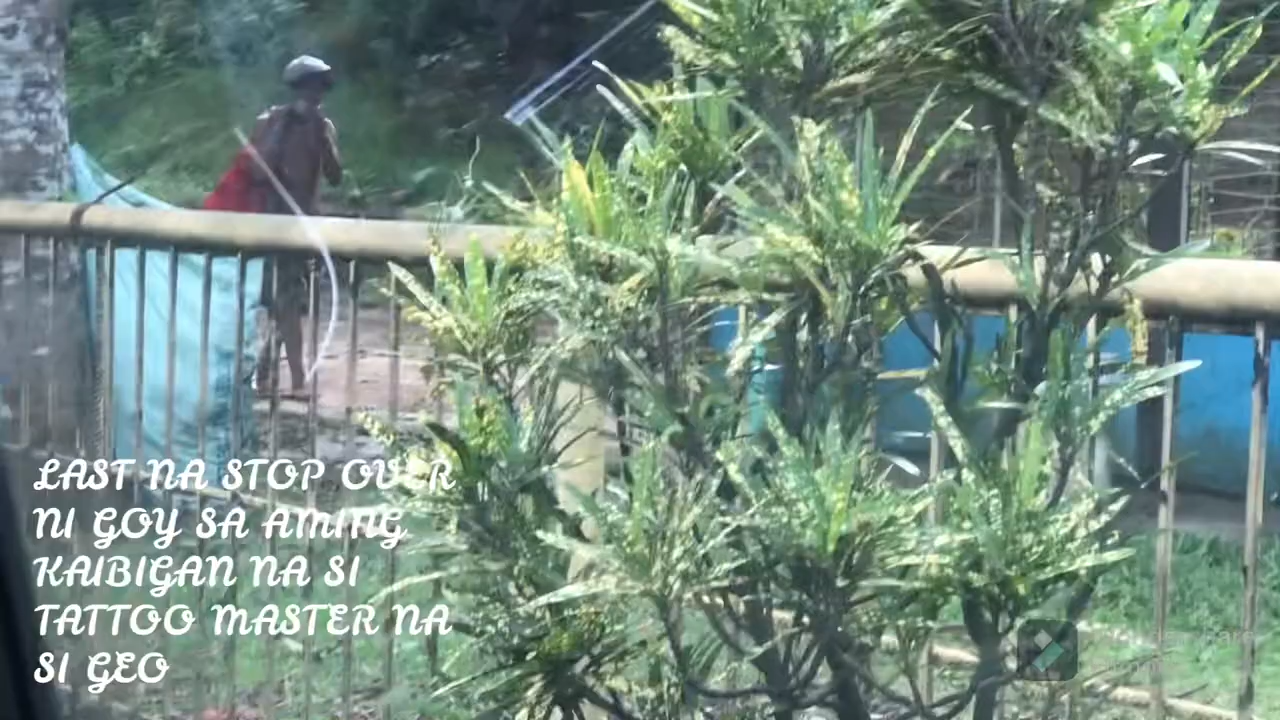 LAST NA STOP OVER
NI GOY SA AMING
KAIBIGAN NA SI
TATTOO MASTER NA
SI GEO